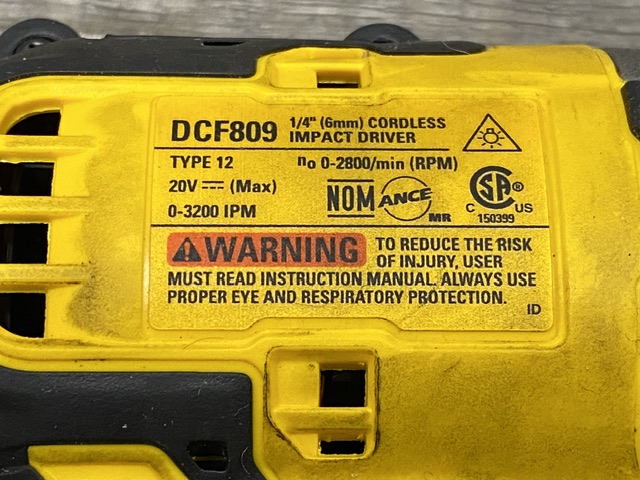 DCF809 1/4" (6mm) CORDLESS
IMPACT DRIVER
TYPE 12 no 0-2800/min (RPM)
20V ⎓ (Max) NOM ANCE MR SA® C US
0-3200 IPM 150399
WARNING TO REDUCE THE RISK
OF INJURY, USER
MUST READ INSTRUCTION MANUAL. ALWAYS USE
PROPER EYE AND RESPIRATORY PROTECTION.
ID